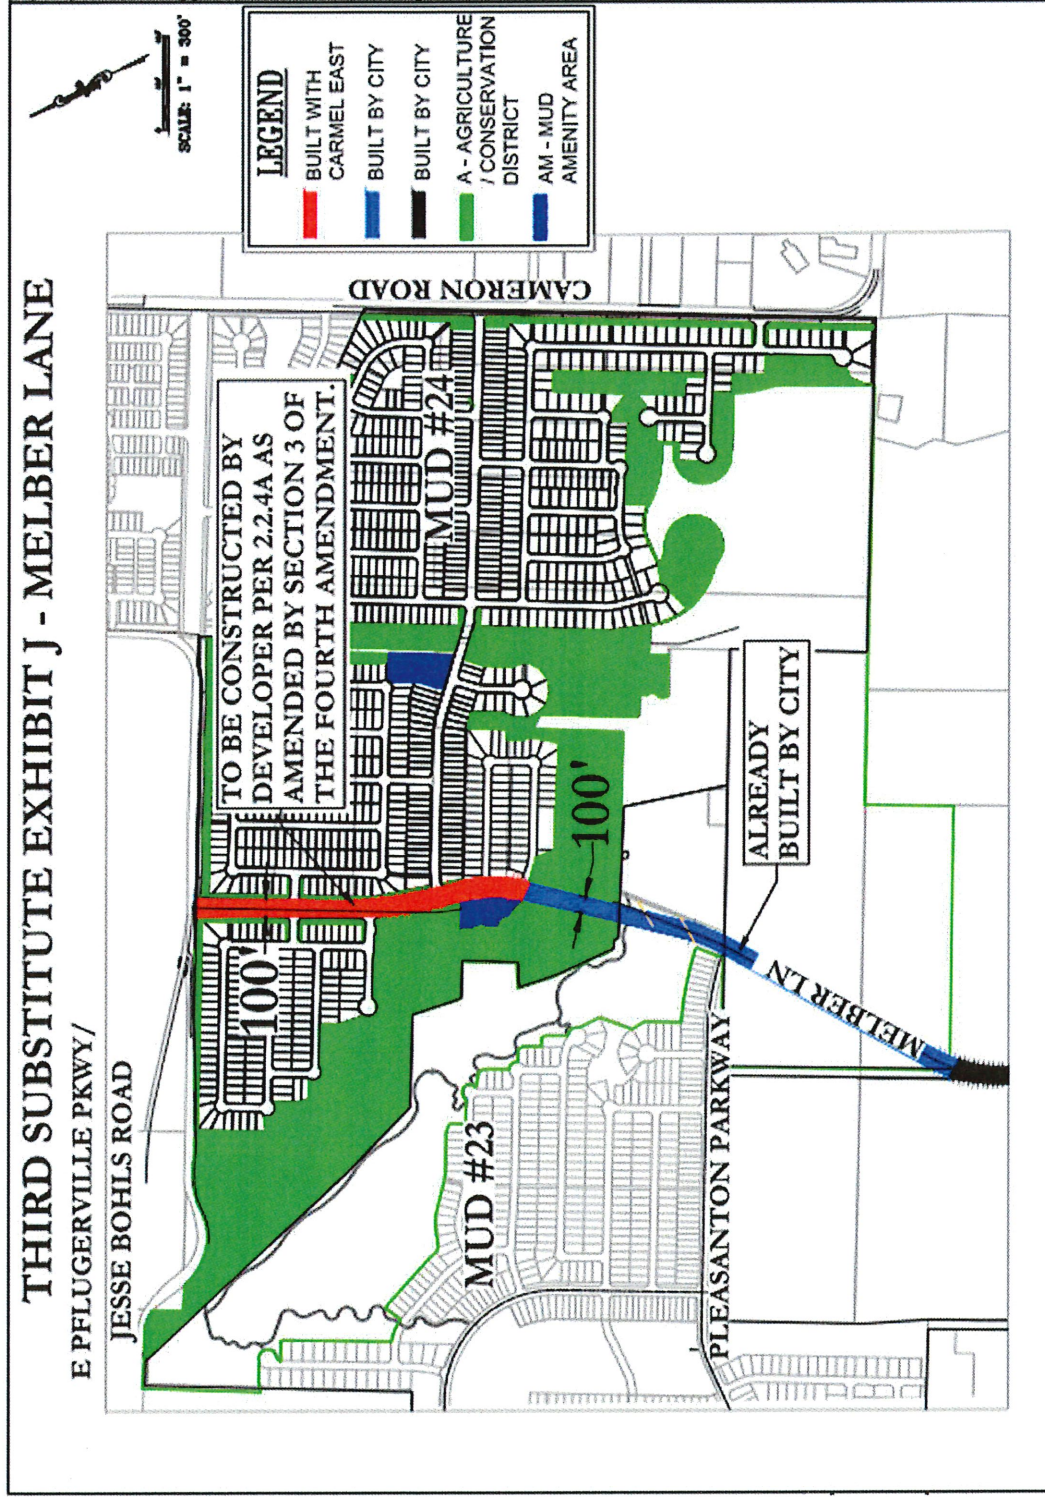 THIRD SUBSTITUTE EXHIBIT J - MELBER LANE
SCALE: 1" = 300'
LEGEND
BUILT WITH
CARMEL EAST
BUILT BY CITY
BUILT BY CITY
A - AGRICULTURE
/ CONSERVATION
DISTRICT
AM - MUD
AMENITY AREA
E PFLUGERVILLE PKWY/
JESSE BOHLS ROAD
TO BE CONSTRUCTED BY
DEVELOPER PER 2.2.4A AS
AMENDED BY SECTION 3 OF
THE FOURTH AMENDMENT.
CAMERON ROAD
MUD #24
100'
100'
MUD #23
ALREADY
BUILT BY CITY
MELBER LN
PLEASANTON PARKWAY